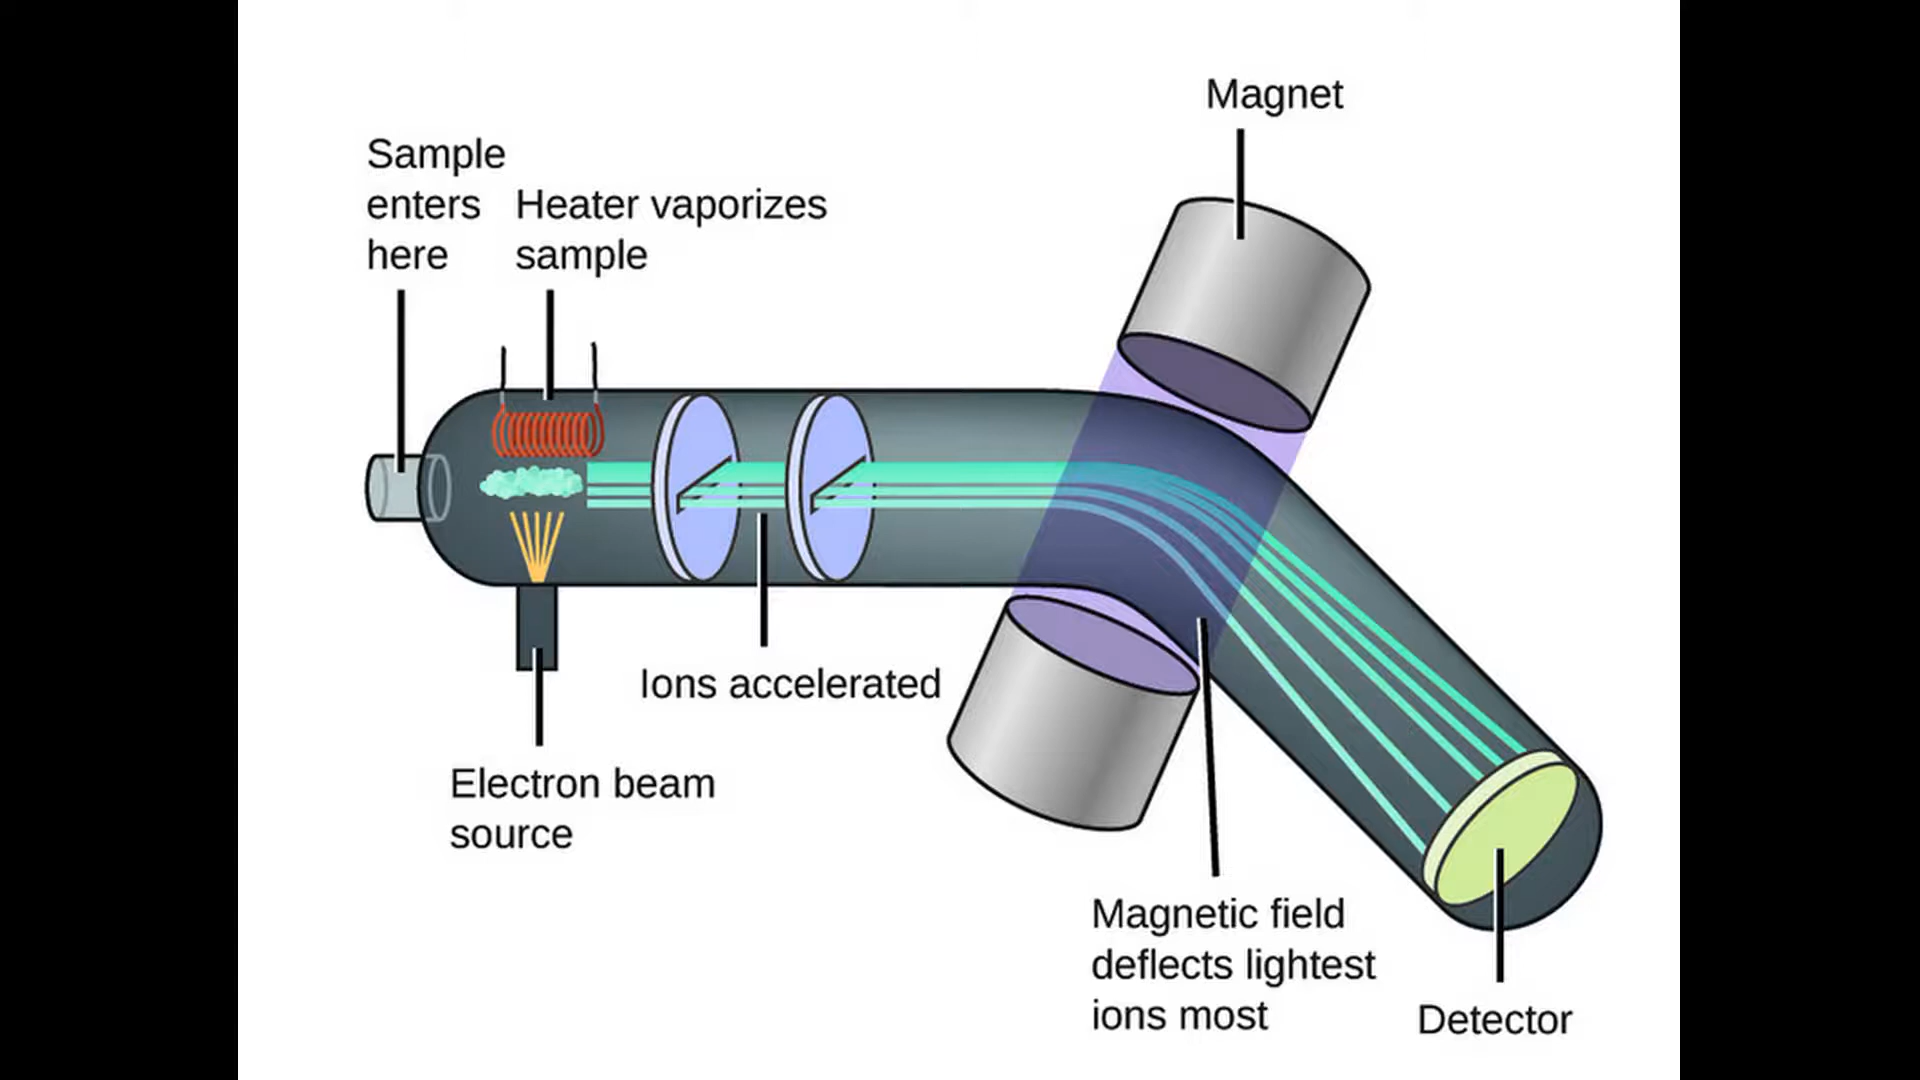 Magnet
Sample
enters
here
Heater vaporizes
sample
Ions accelerated
Electron beam
source
Magnetic field
deflects lightest
ions most
Detector